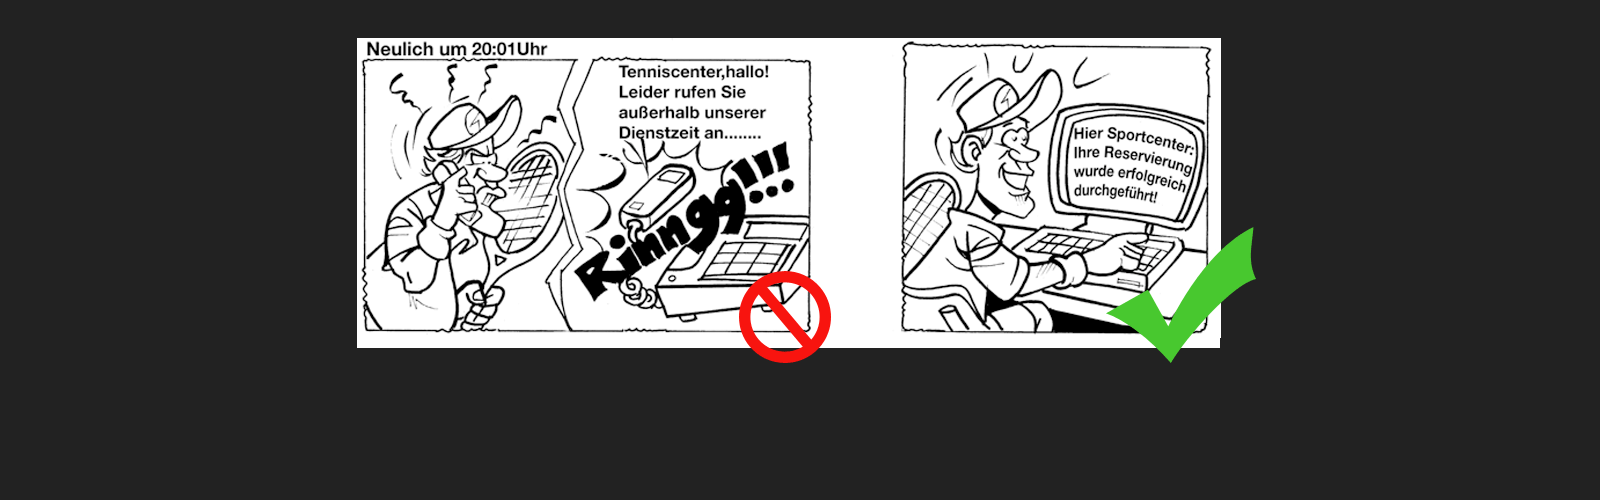 Neulich um 20:01Uhr
Tenniscenter,hallo!
Leider rufen Sie
außerhalb unserer
Dienstzeit an........
Rinngg!!!
Hier Sportcenter:
Ihre Reservierung
wurde erfolgreich
durchgeführt!